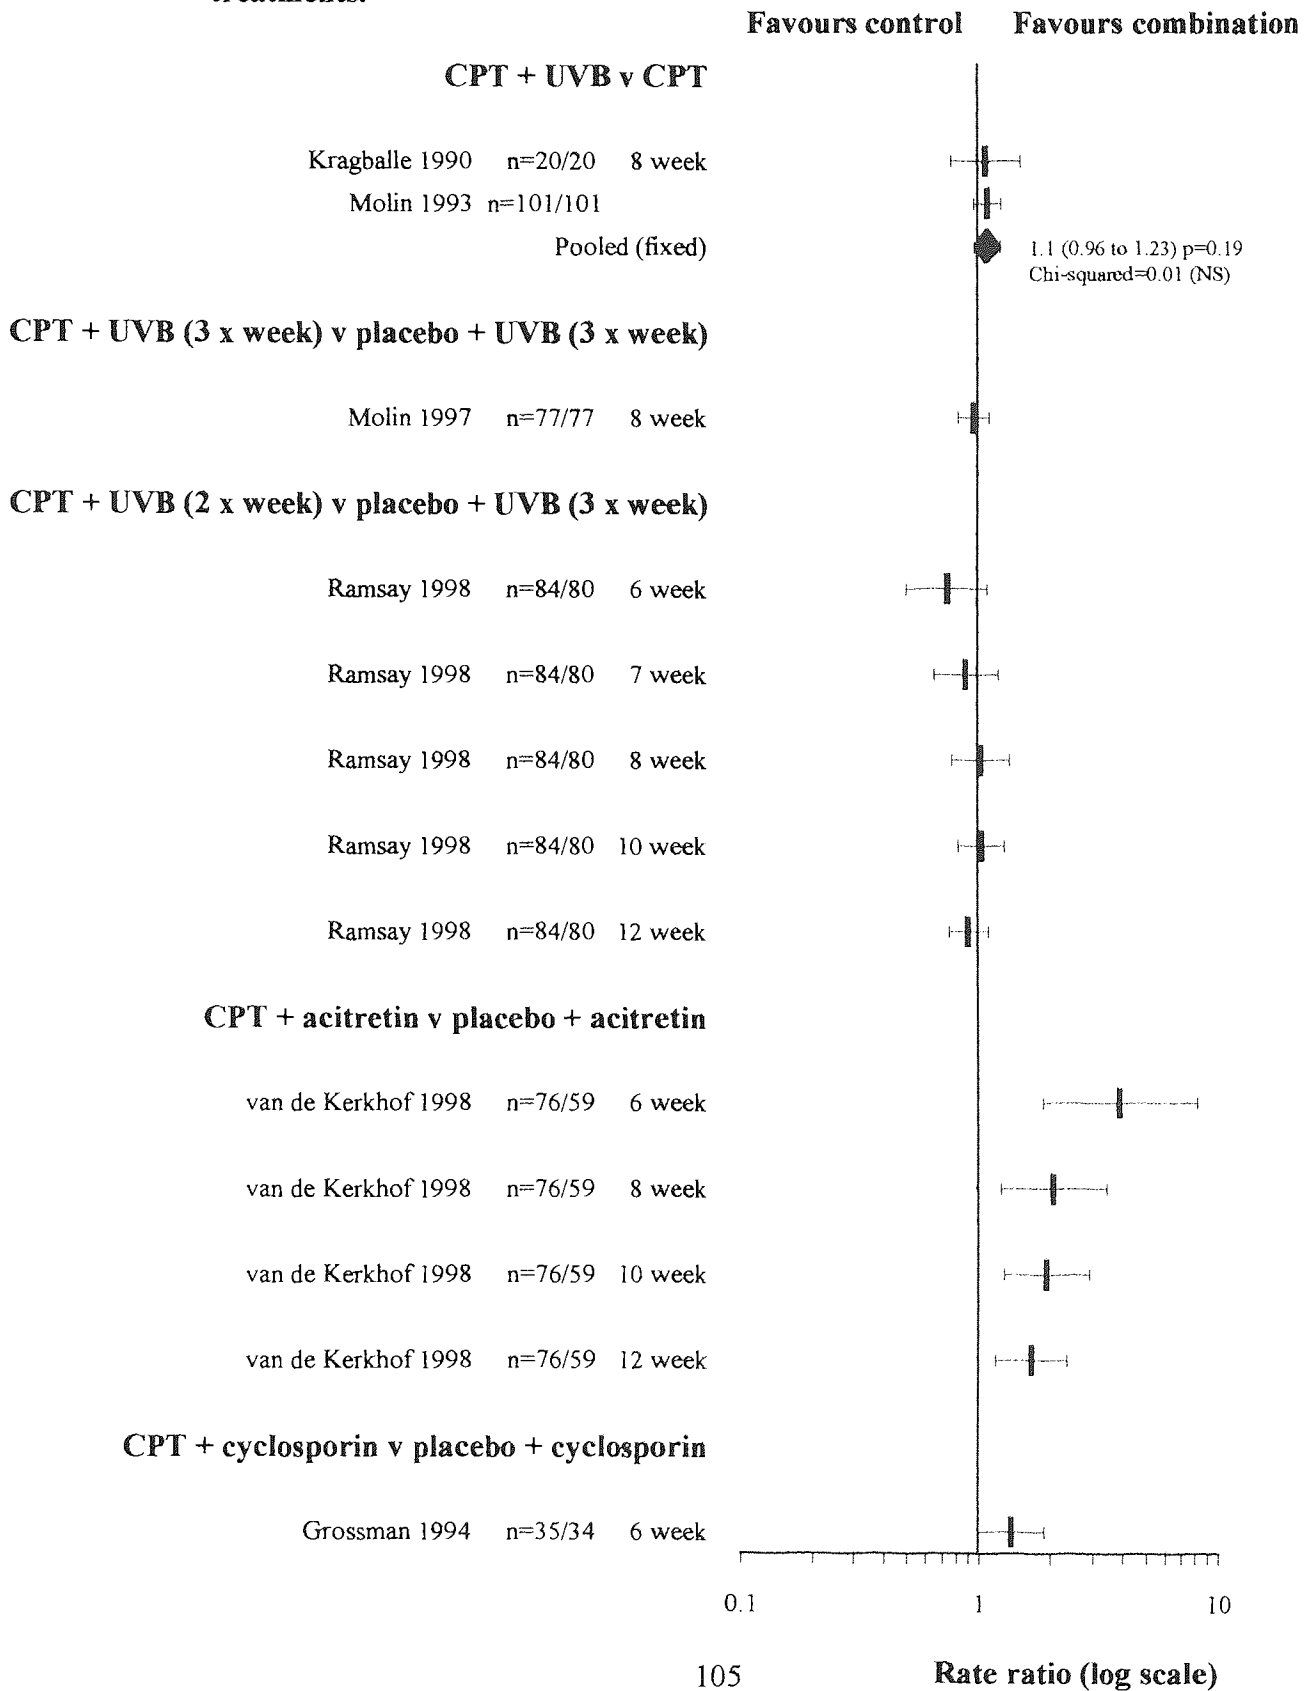 treatments.
Favours control Favours combination
CPT + UVB v CPT
Kragballe 1990 n=20/20 8 week
Molin 1993 n=101/101
Pooled (fixed)
1.1 (0.96 to 1.23) p=0.19
Chi-squared=0.01 (NS)
CPT + UVB (3 x week) v placebo + UVB (3 x week)
Molin 1997 n=77/77 8 week
CPT + UVB (2 x week) v placebo + UVB (3 x week)
Ramsay 1998 n=84/80 6 week
Ramsay 1998 n=84/80 7 week
Ramsay 1998 n=84/80 8 week
Ramsay 1998 n=84/80 10 week
Ramsay 1998 n=84/80 12 week
CPT + acitretin v placebo + acitretin
van de Kerkhof 1998 n=76/59 6 week
van de Kerkhof 1998 n=76/59 8 week
van de Kerkhof 1998 n=76/59 10 week
van de Kerkhof 1998 n=76/59 12 week
CPT + cyclosporin v placebo + cyclosporin
Grossman 1994 n=35/34 6 week
0.1 1 10
105 Rate ratio (log scale)